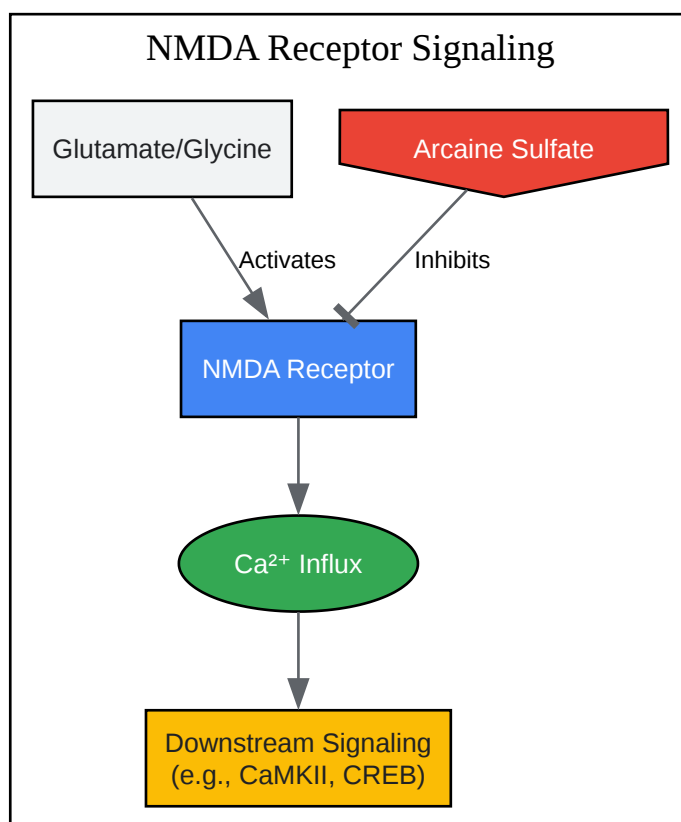 NMDA Receptor Signaling
Glutamate/Glycine
Arcaine Sulfate
Activates
Inhibits
NMDA Receptor
Ca²⁺ Influx
Downstream Signaling
(e.g., CaMKII, CREB)